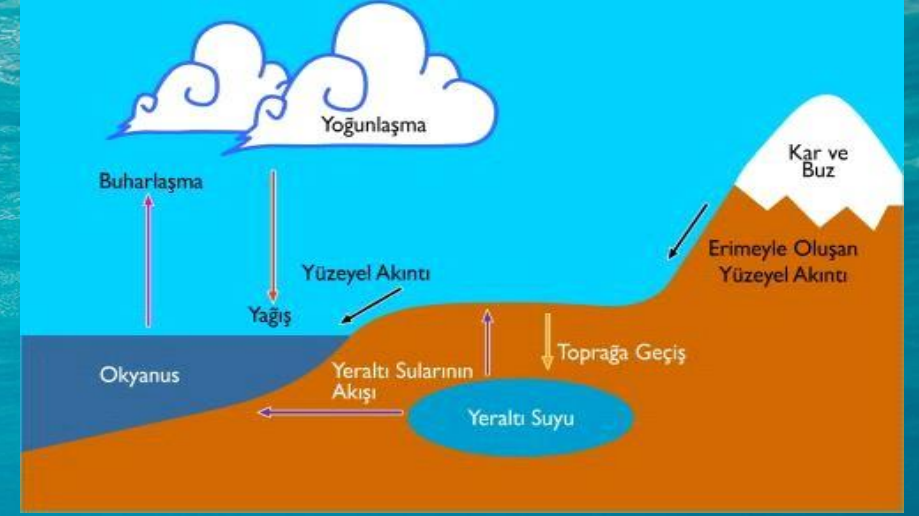 Yoğunlaşma
Kar ve
Buz
Buharlaşma
Erimeyle Oluşan
Yüzeyel Akıntı
Yüzeyel Akıntı
Yağış
Toprağa Geçiş
Okyanus
Yeraltı Sularının
Akışı
Yeraltı Suyu